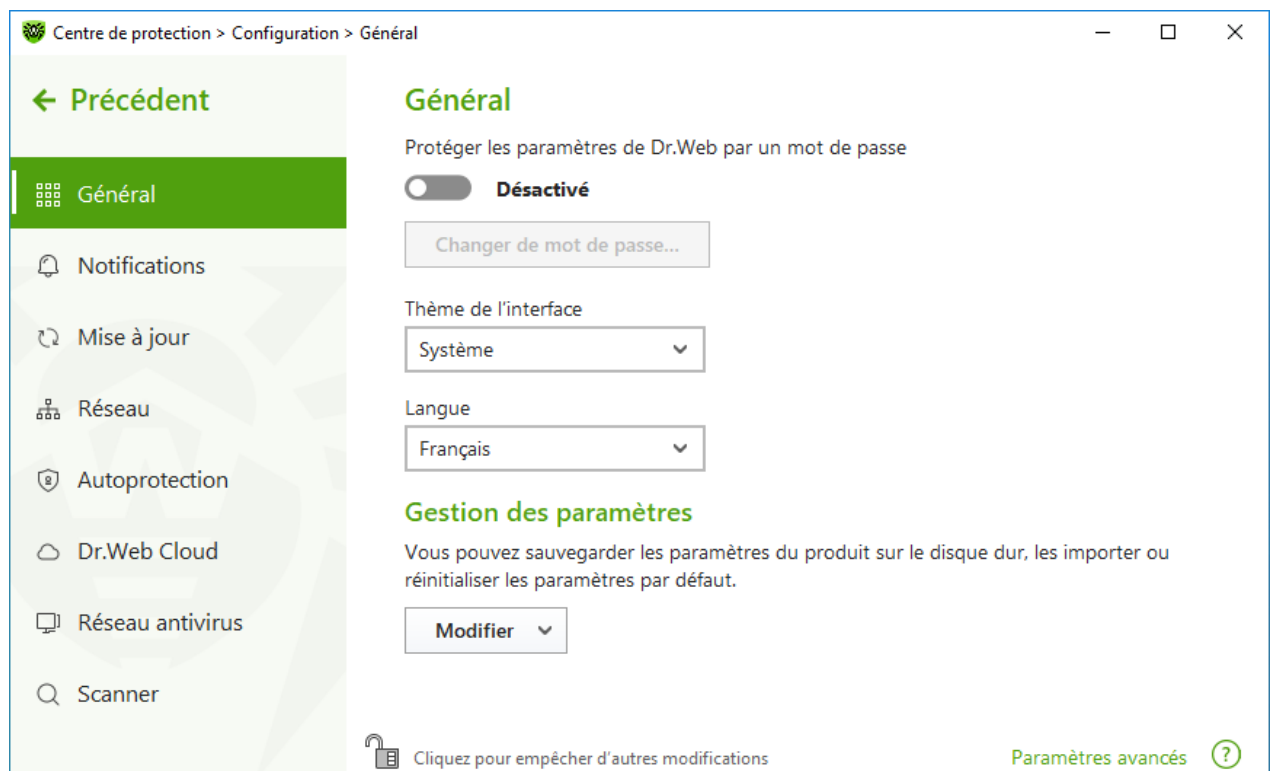 Centre de protection > Configuration > Général
Précédent
Général
Notifications
Mise à jour
Réseau
Autoprotection
Dr.Web Cloud
Réseau antivirus
Scanner
Général
Protéger les paramètres de Dr.Web par un mot de passe
Désactivé
Changer de mot de passe...
Thème de l'interface
Système
Langue
Français
Gestion des paramètres
Vous pouvez sauvegarder les paramètres du produit sur le disque dur, les importer ou
réinitialiser les paramètres par défaut.
Modifier
Cliquez pour empêcher d'autres modifications
Paramètres avancés
?